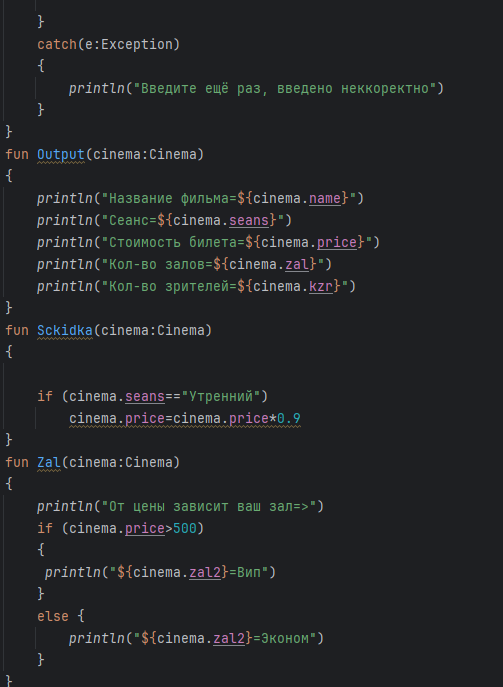 }
catch(e:Exception)
{
println("Введите ещё раз, введено неккоректно")
}
}
fun Output(cinema:Cinema)
{
println("Название фильма=${cinema.name}")
println("Сеанс=${cinema.seans}")
println("Стоимость билета=${cinema.price}")
println("Кол-во залов=${cinema.zal}")
println("Кол-во зрителей=${cinema.kzr}")
}
fun Sckidka(cinema:Cinema)
{
if (cinema.seans=="Утренний")
cinema.price=cinema.price*0.9
}
fun Zal(cinema:Cinema)
{
println("От цены зависит ваш зал=>")
if (cinema.price>500)
{
println("${cinema.zal2}=Вип")
}
else {
println("${cinema.zal2}=Эконом")
}
}